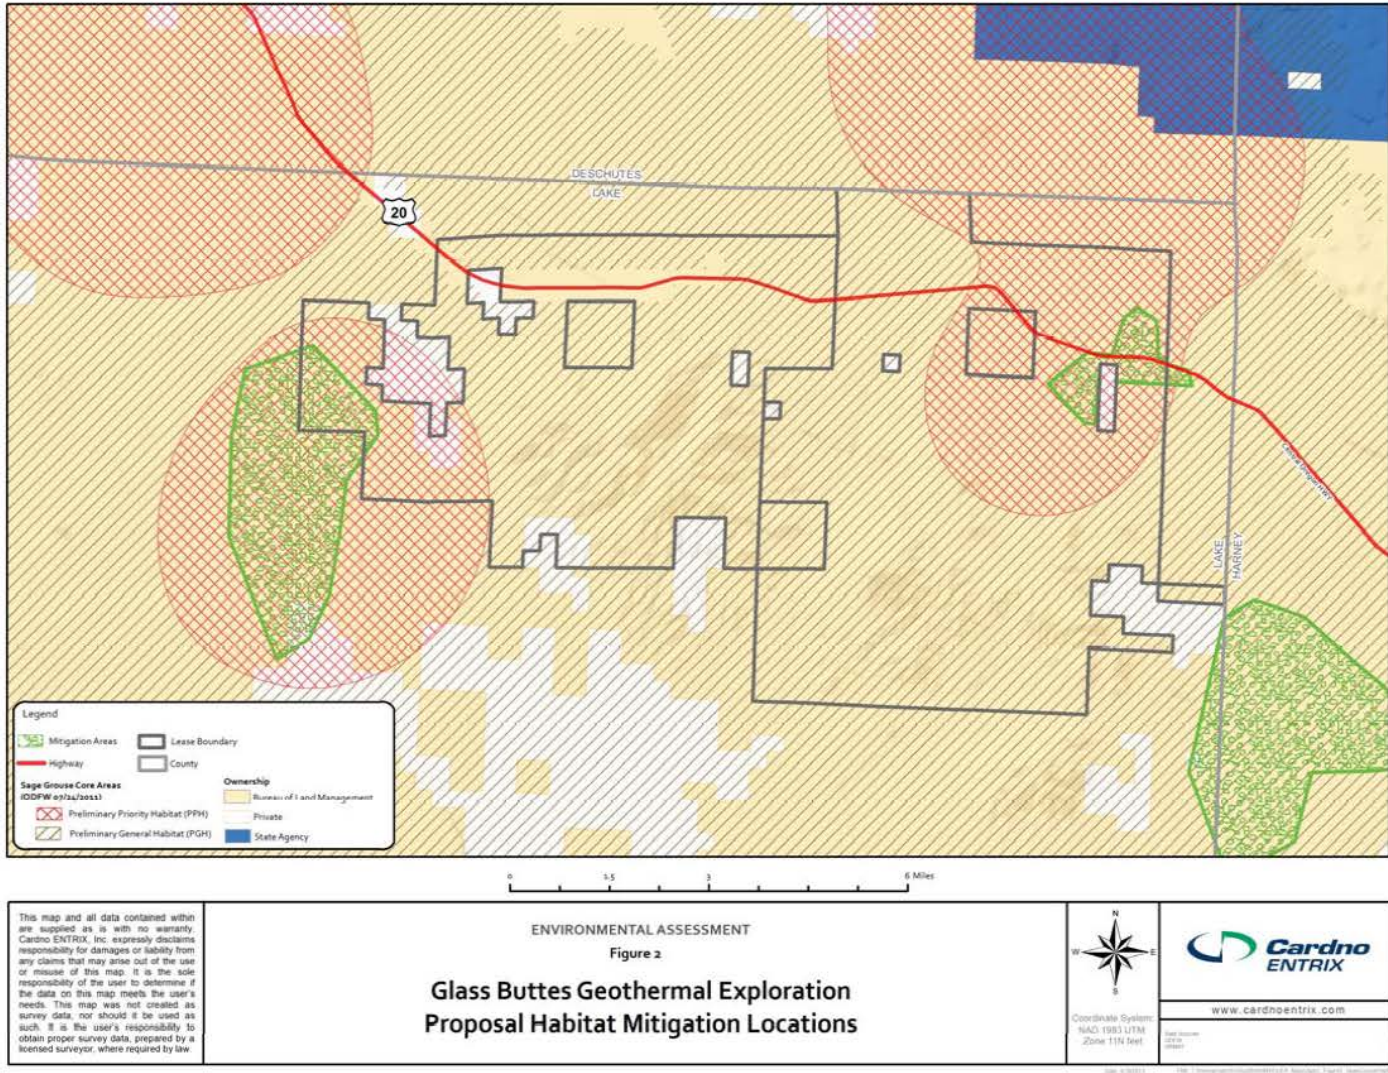 DESCHUTES
LAKE
20
LAKE
HARNEY
Legend
Mitigation Areas
Lease Boundary
Highway
County
Sage Grouse Core Areas
(ODFW 07/24/2011)
Ownership
Preliminary Priority Habitat (PPH)
Bureau of Land Management
Private
Preliminary General Habitat (PGH)
State Agency
0 1.5 3 6 Miles
This map and all data contained within
are supplied as is with no warranty.
Cardno ENTRIX, Inc. expressly disclaims
responsibility for damages or liability from
any claims that may arise out of the use
or misuse of this map. It is the sole
responsibility of the user to determine if
the data on this map meets the user's
needs. This map was not created as
survey data, nor should it be used as
such. It is the user's responsibility to
obtain proper survey data, prepared by a
licensed surveyor, where required by law.
ENVIRONMENTAL ASSESSMENT
Figure 2
Glass Buttes Geothermal Exploration
Proposal Habitat Mitigation Locations
N
W E
S
Coordinate System:
NAD 1983 UTM
Zone 11N feet
Cardno
ENTRIX
www.cardnoentrix.com